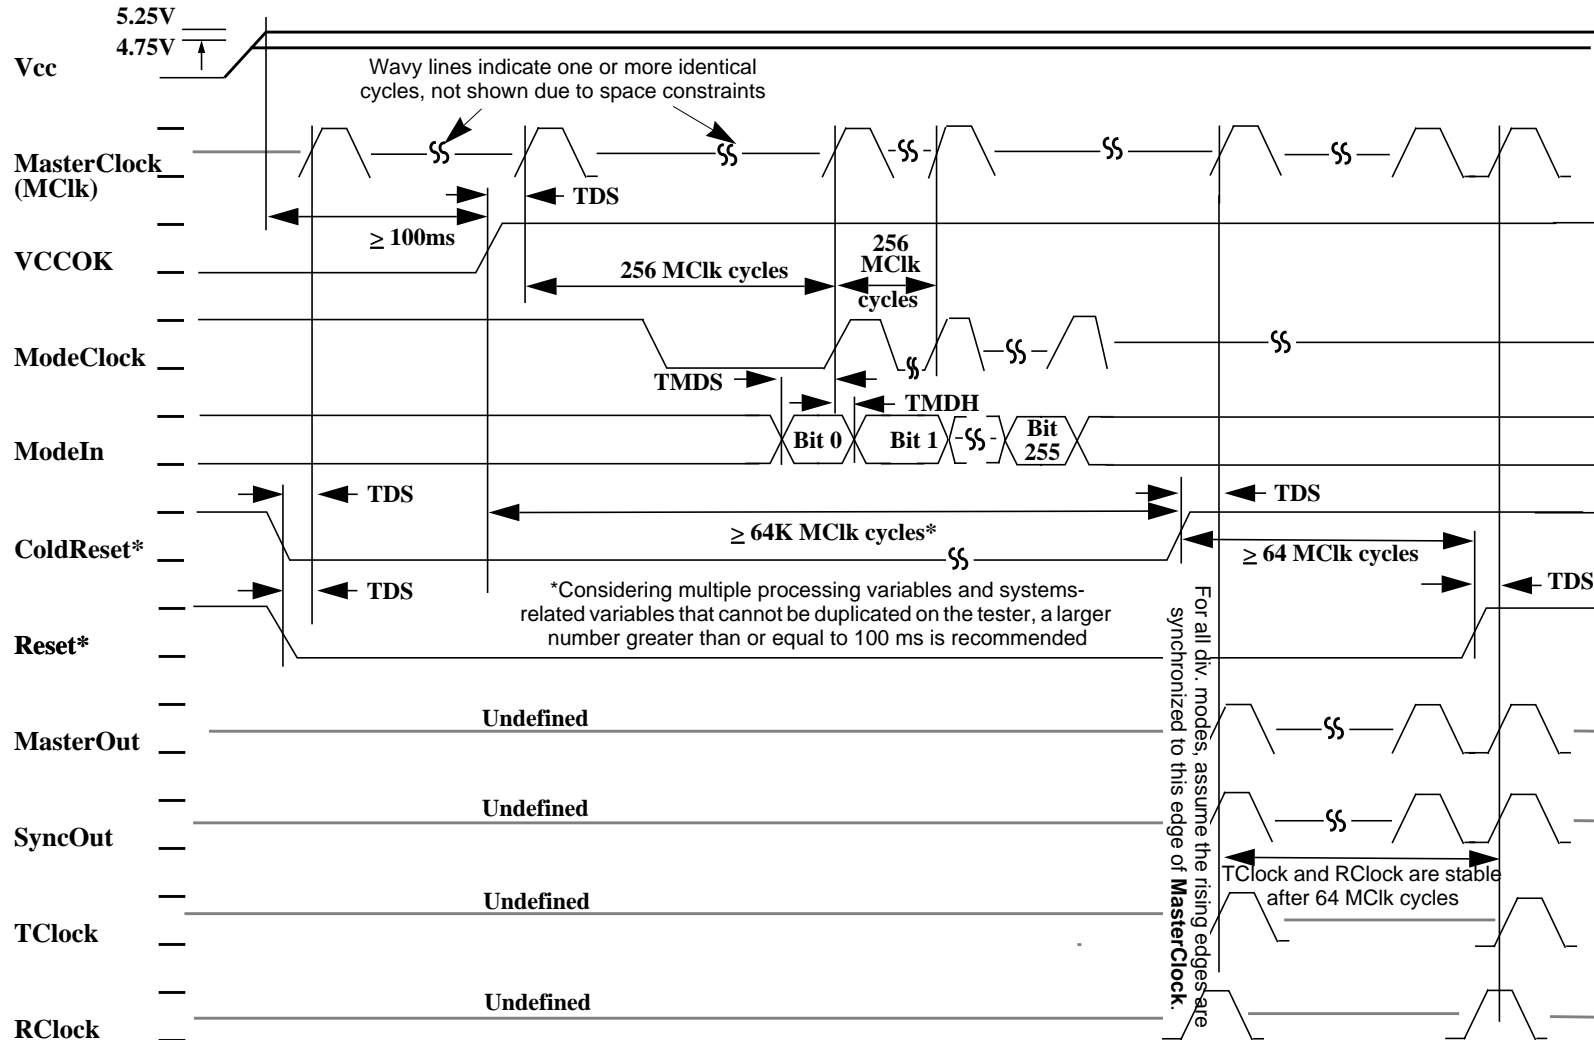 5.25V
4.75V
Vcc
Wavy lines indicate one or more identical
cycles, not shown due to space constraints
MasterClock
(MClk)
TDS
≥ 100ms
VCCOK
256 MClk cycles
256
MClk
cycles
ModeClock
TMDS
TMDH
ModeIn
Bit 0
Bit 1
Bit
255
TDS
TDS
ColdReset*
≥ 64K MClk cycles*
≥ 64 MClk cycles
TDS
TDS
*Considering multiple processing variables and systems-
related variables that cannot be duplicated on the tester, a larger
number greater than or equal to 100 ms is recommended
Reset*
For all div. modes, assume the rising edges are
synchronized to this edge of MasterClock.
MasterOut
Undefined
SyncOut
Undefined
TClock and RClock are stable
after 64 MClk cycles
TClock
Undefined
RClock
Undefined